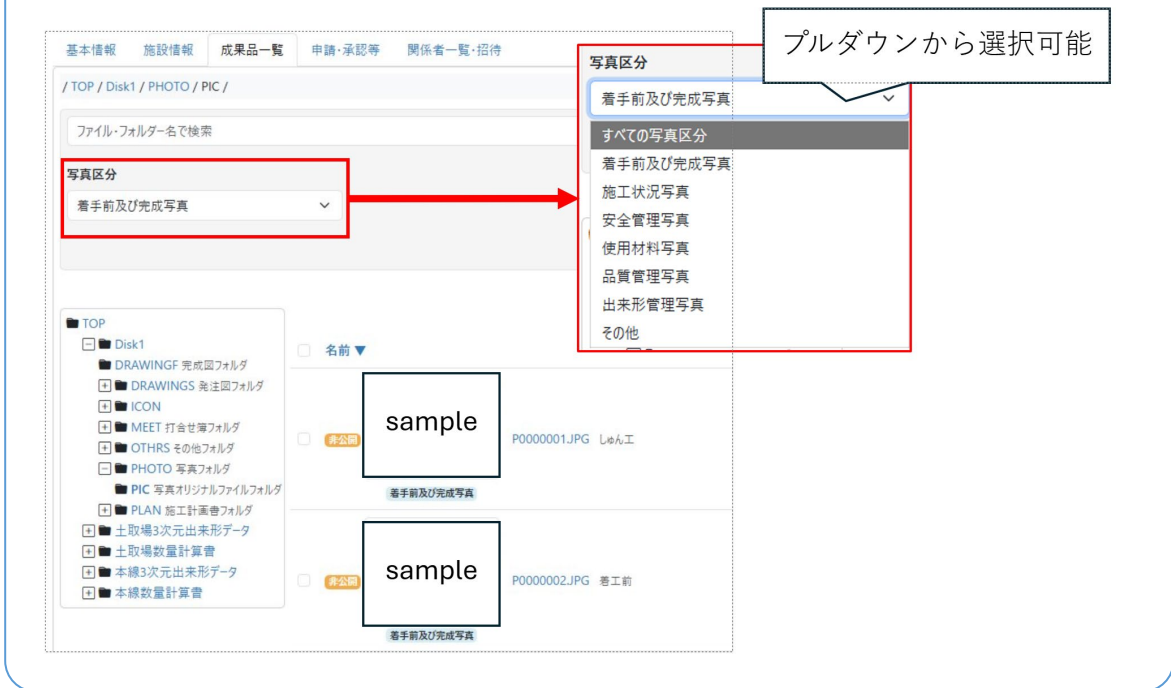 プルダウンから選択可能
基本情報 施設情報 成果品一覧 申請・承認等 関係者一覧・招待
/ TOP / Disk1 / PHOTO / PIC /
ファイル・フォルダー名で検索
写真区分
着手前及び完成写真
写真区分
着手前及び完成写真
すべての写真区分
着手前及び完成写真
施工状況写真
安全管理写真
使用材料写真
品質管理写真
出来形管理写真
その他
TOP
Disk1
DRAWINGF 完成図フォルダ
DRAWINGS 発注図フォルダ
ICON
MEET 打合せ簿フォルダ
OTHRS その他フォルダ
PHOTO 写真フォルダ
PIC 写真オリジナルファイルフォルダ
PLAN 施工計画書フォルダ
土取場3次元出来形データ
土取場数量計算書
本線3次元出来形データ
本線数量計算書
名前▼
非公開 sample P0000001.JPG しゅん工
着手前及び完成写真
非公開 sample P0000002.JPG 着工前
着手前及び完成写真